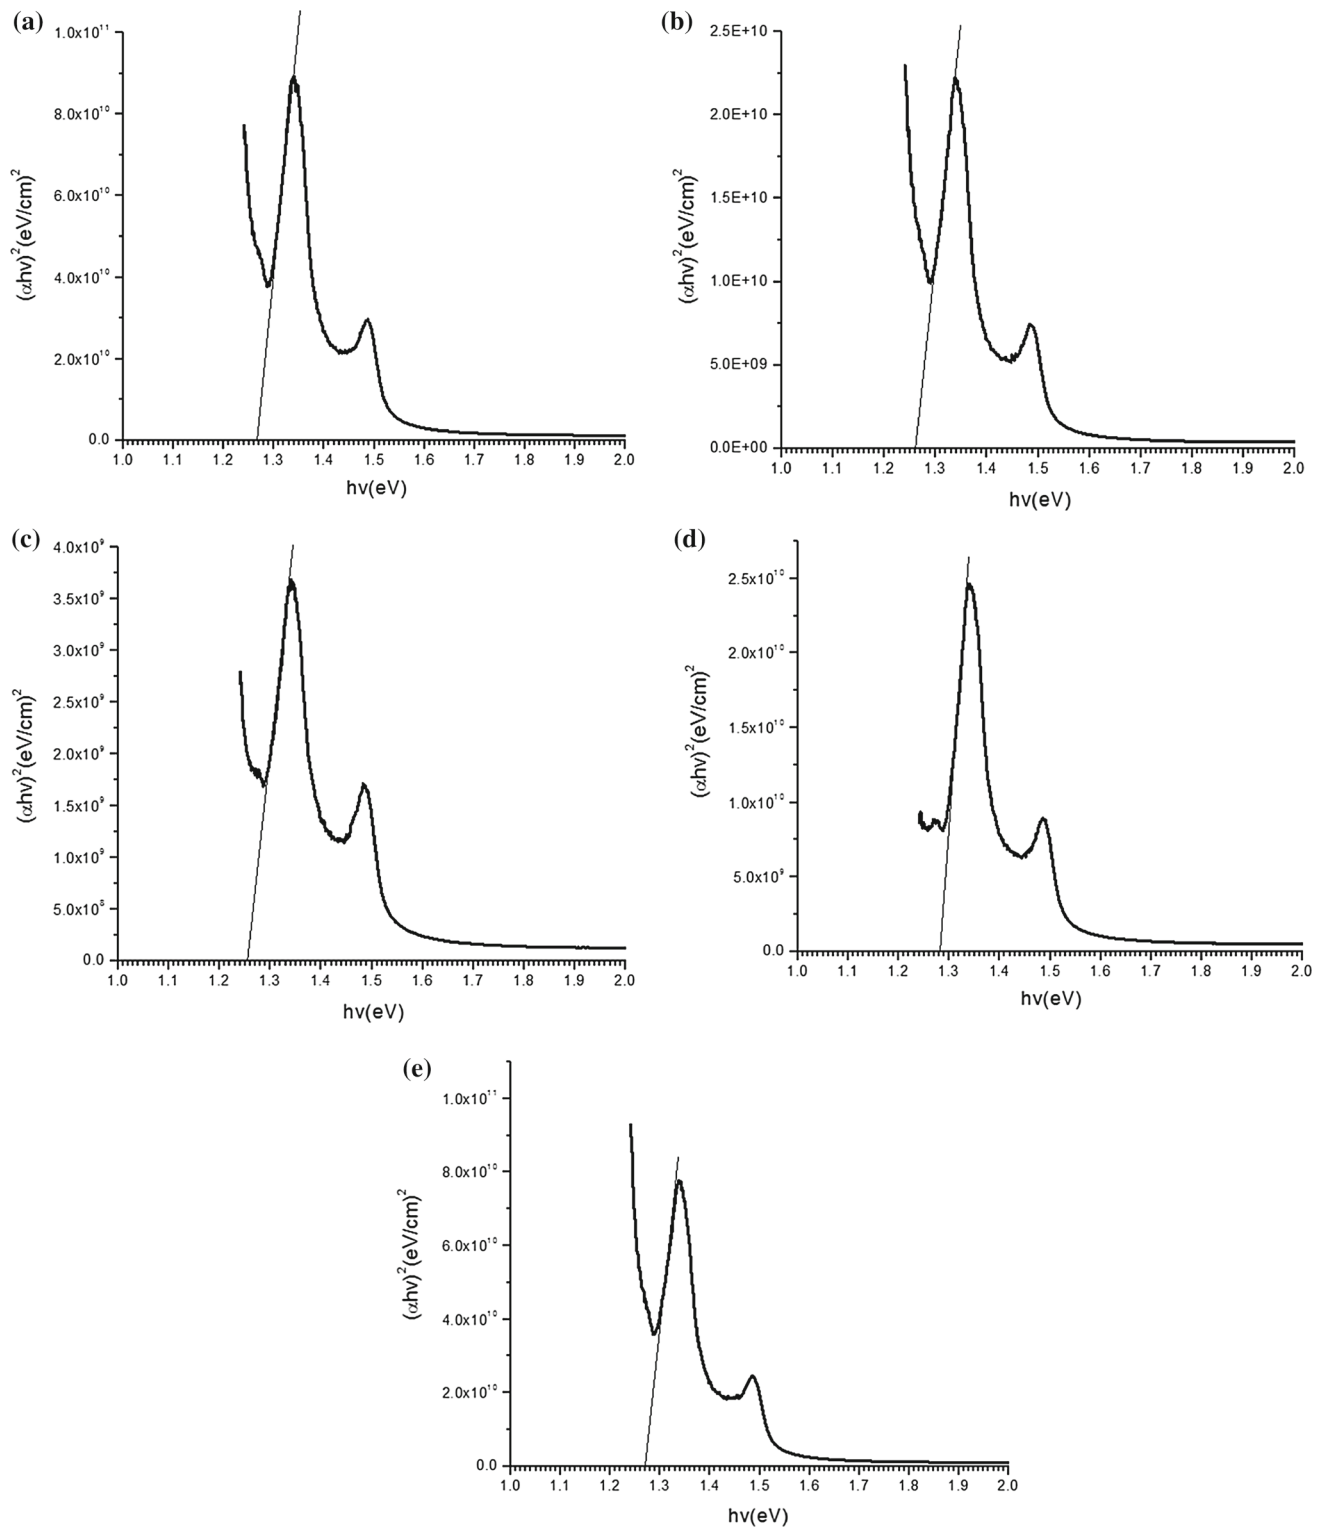 (a)
1.0x10¹¹
8.0x10¹⁰
6.0x10¹⁰
4.0x10¹⁰
2.0x10¹⁰
0.0
(αhv)²(eV/cm)²
1.0 1.1 1.2 1.3 1.4 1.5 1.6 1.7 1.8 1.9 2.0
hv(eV)
(b)
2.5E+10
2.0E+10
1.5E+10
1.0E+10
5.0E+09
0.0E+00
(αhv)²(eV/cm)²
1.0 1.1 1.2 1.3 1.4 1.5 1.6 1.7 1.8 1.9 2.0
hv(eV)
(c)
4.0x10⁹
3.5x10⁹
3.0x10⁹
2.5x10⁹
2.0x10⁹
1.5x10⁹
1.0x10⁹
5.0x10⁸
0.0
(αhv)²(eV/cm)²
1.0 1.1 1.2 1.3 1.4 1.5 1.6 1.7 1.8 1.9 2.0
hv(eV)
(d)
2.5x10¹⁰
2.0x10¹⁰
1.5x10¹⁰
1.0x10¹⁰
5.0x10⁹
0.0
(αhv)²(eV/cm)²
1.0 1.1 1.2 1.3 1.4 1.5 1.6 1.7 1.8 1.9 2.0
hv(eV)
(e)
1.0x10¹¹
8.0x10¹⁰
6.0x10¹⁰
4.0x10¹⁰
2.0x10¹⁰
0.0
(αhv)²(eV/cm)²
1.0 1.1 1.2 1.3 1.4 1.5 1.6 1.7 1.8 1.9 2.0
hv(eV)